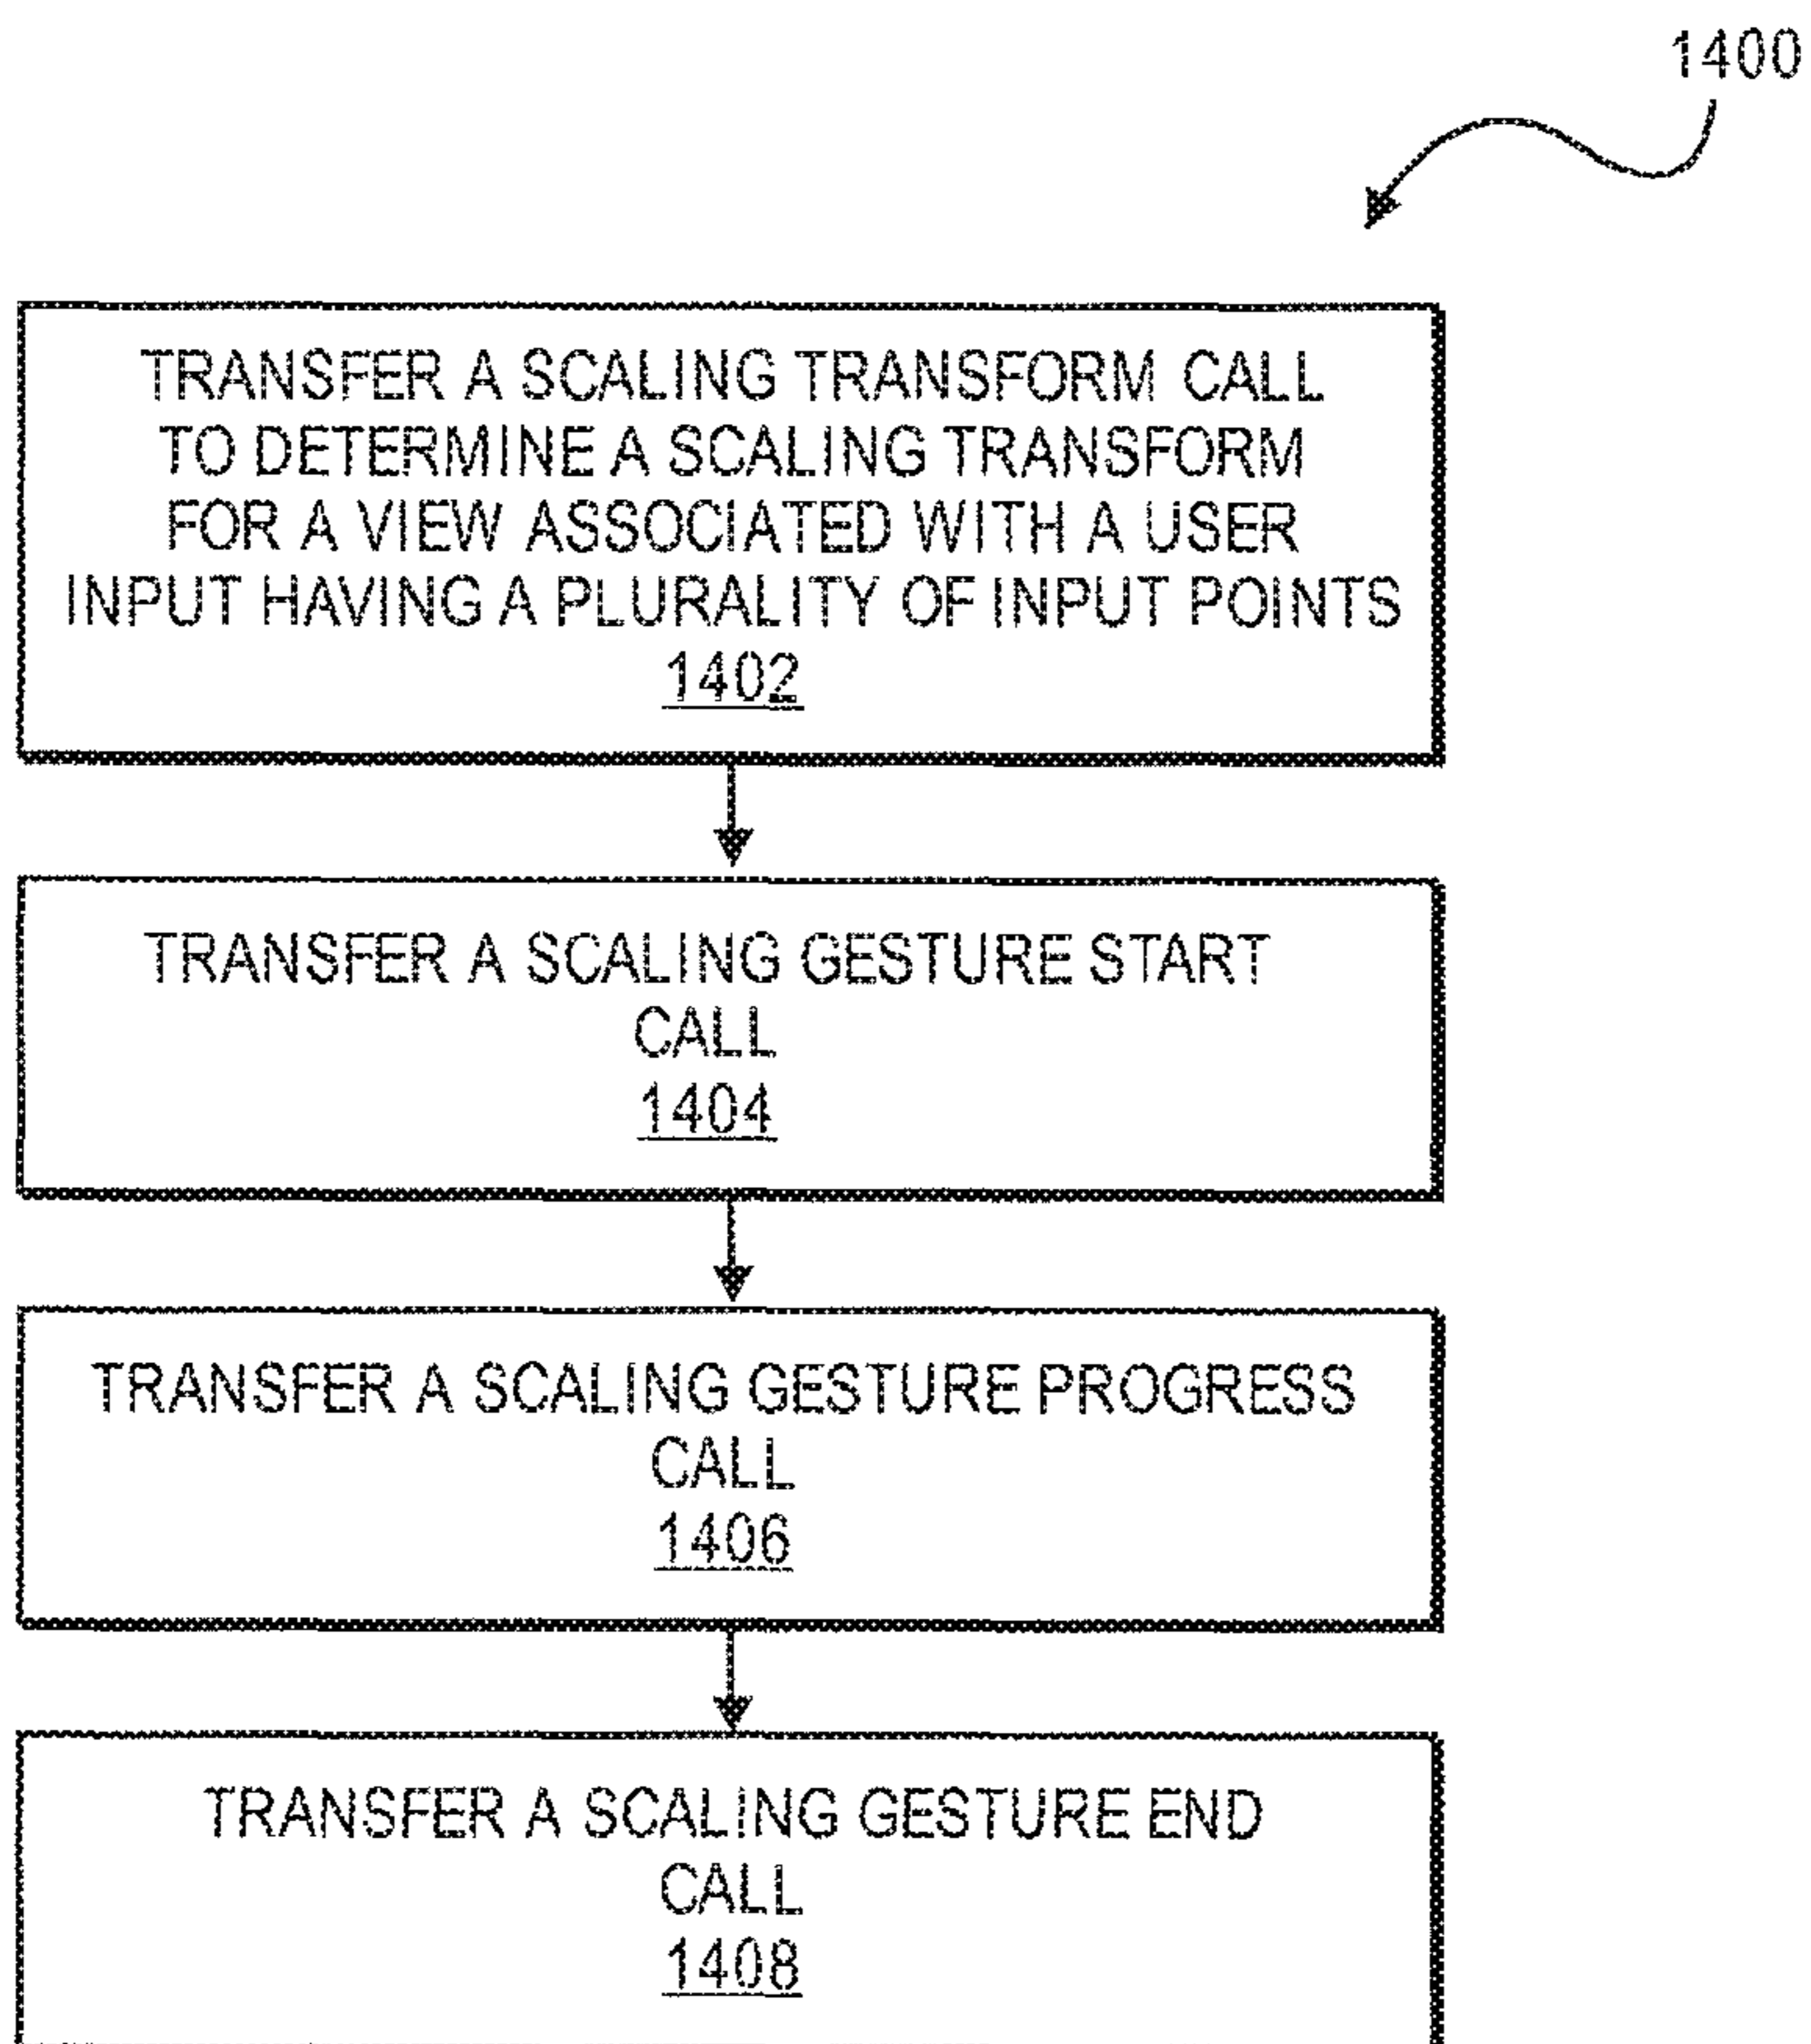 1400
TRANSFER A SCALING TRANSFORM CALL
TO DETERMINE A SCALING TRANSFORM
FOR A VIEW ASSOCIATED WITH A USER
INPUT HAVING A PLURALITY OF INPUT POINTS
1402
TRANSFER A SCALING GESTURE START
CALL
1404
TRANSFER A SCALING GESTURE PROGRESS
CALL
1406
TRANSFER A SCALING GESTURE END
CALL
1408